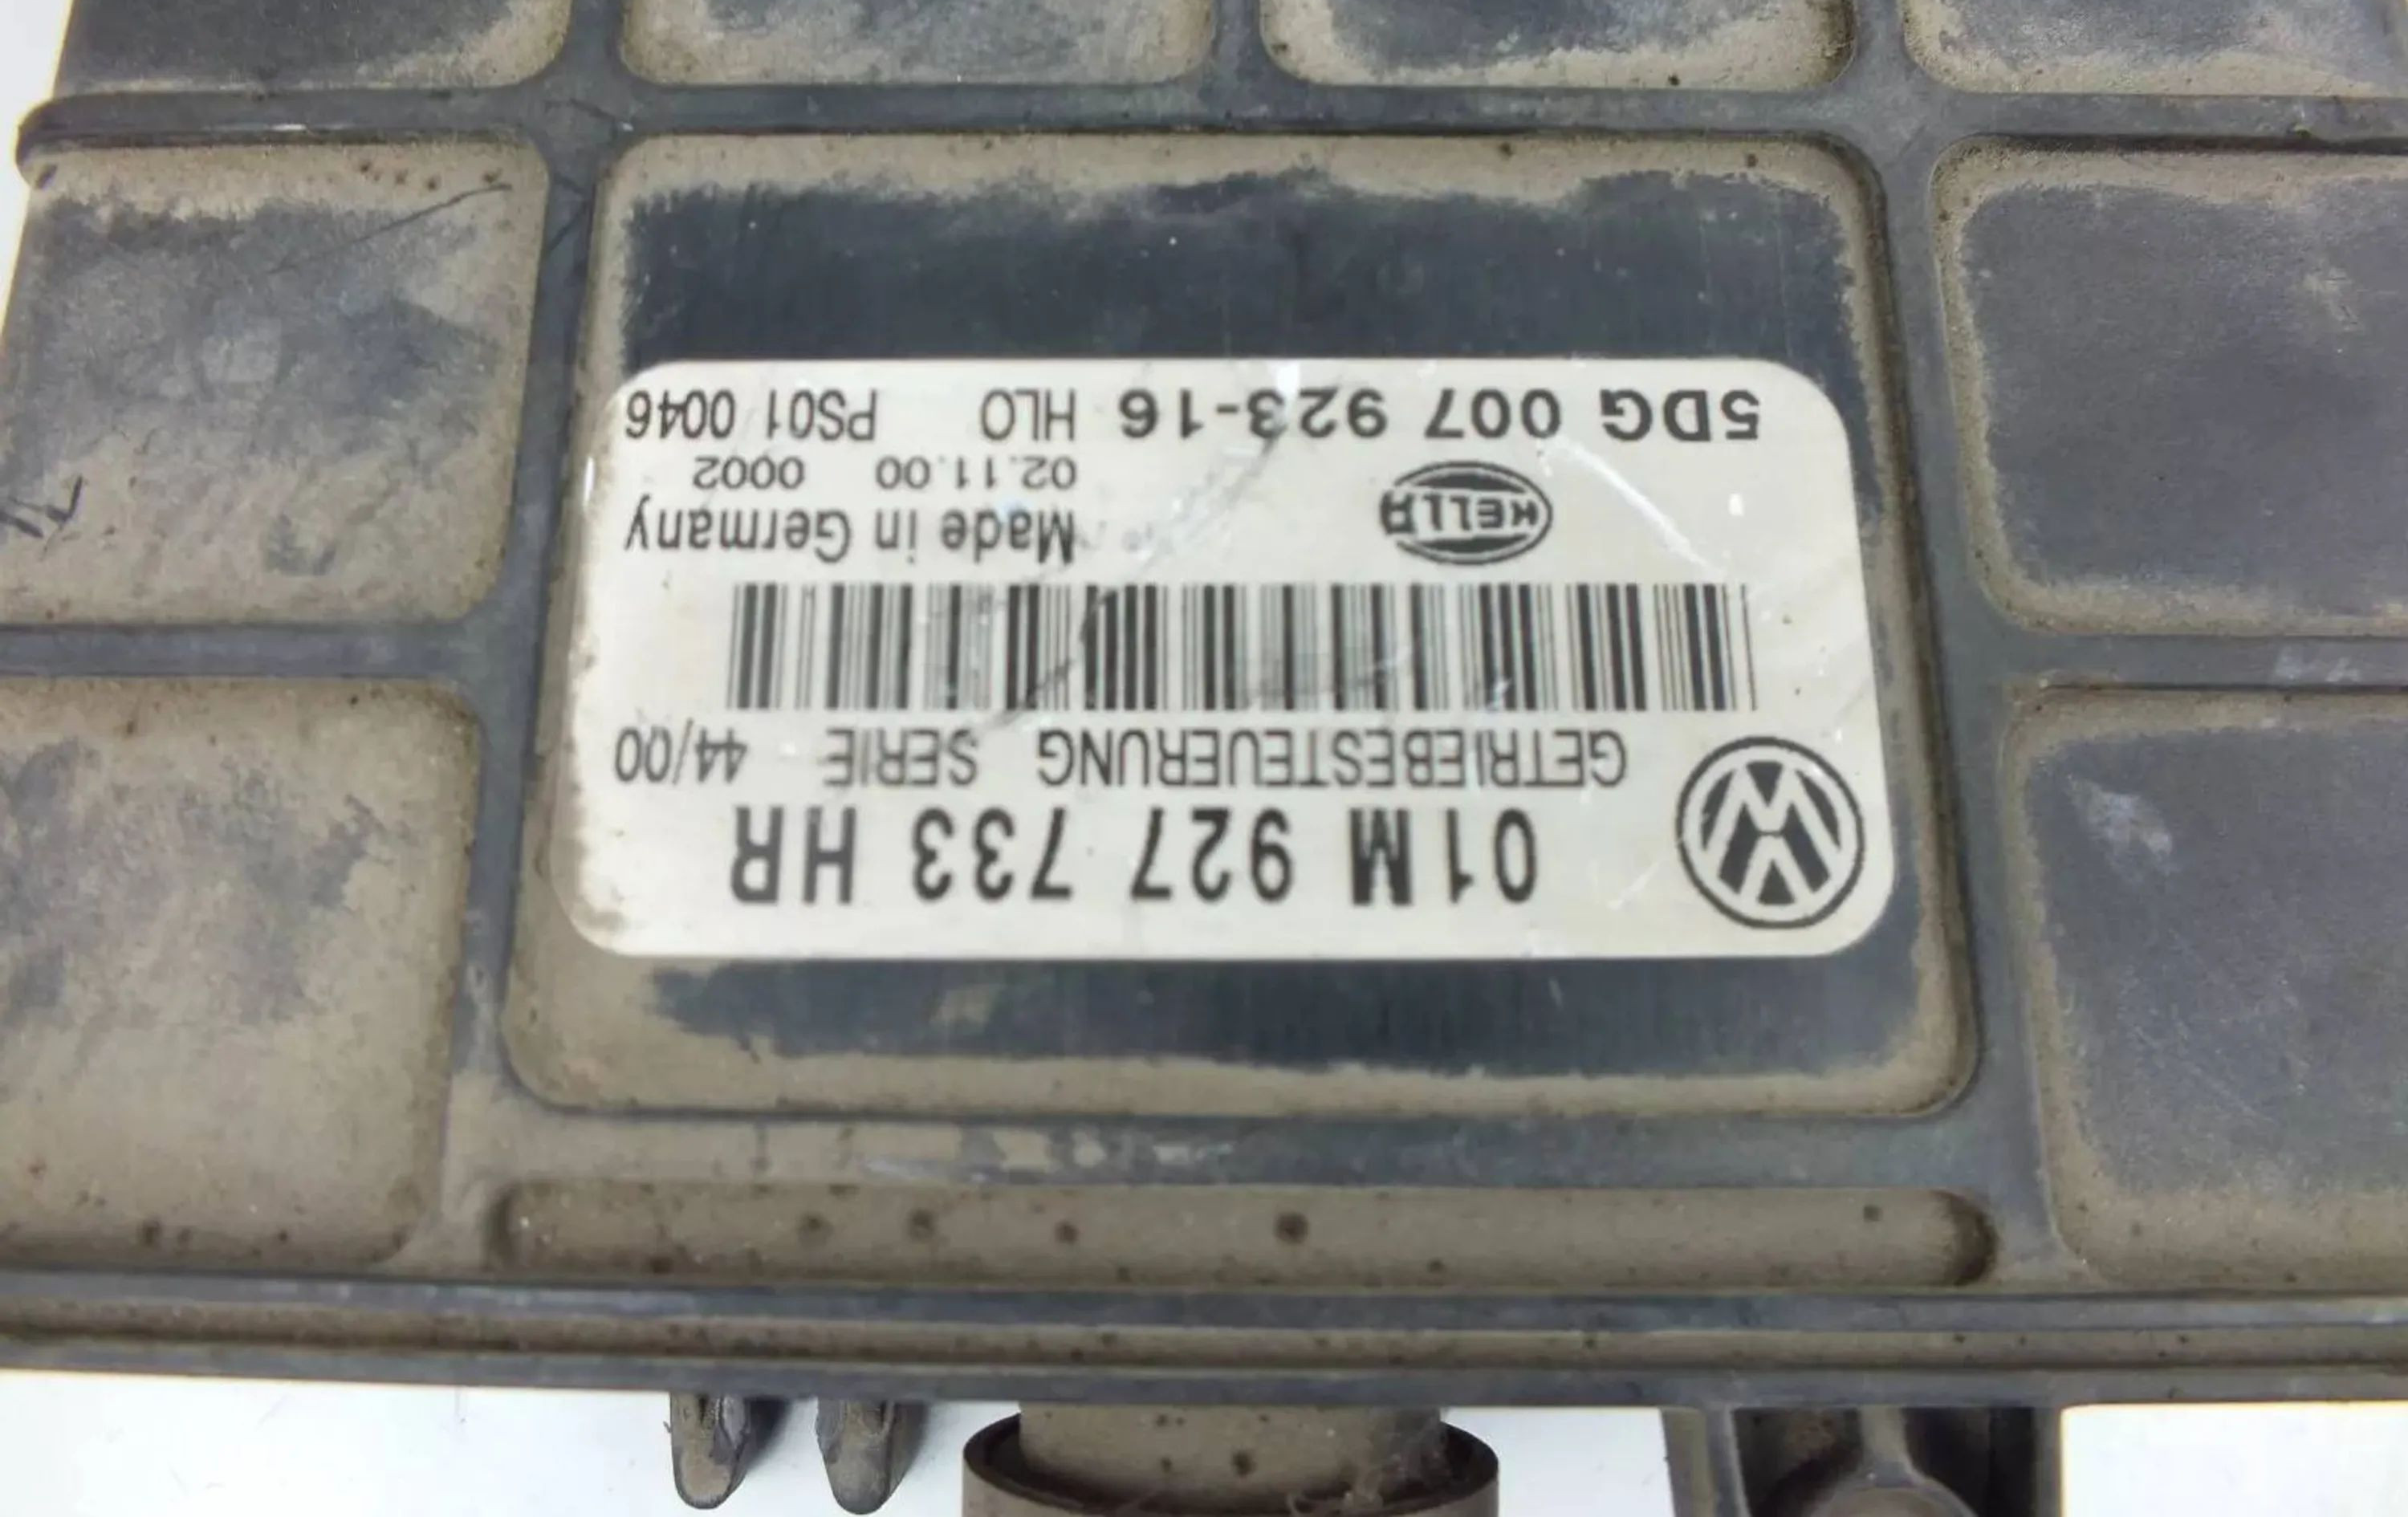 01M 927 733 HR
GETRIEBESTEUERUNG SERIE 44/00
HELLA
Made in Germany
02.11.00 0002
5DG 007 923-16 HLO PS01 0046